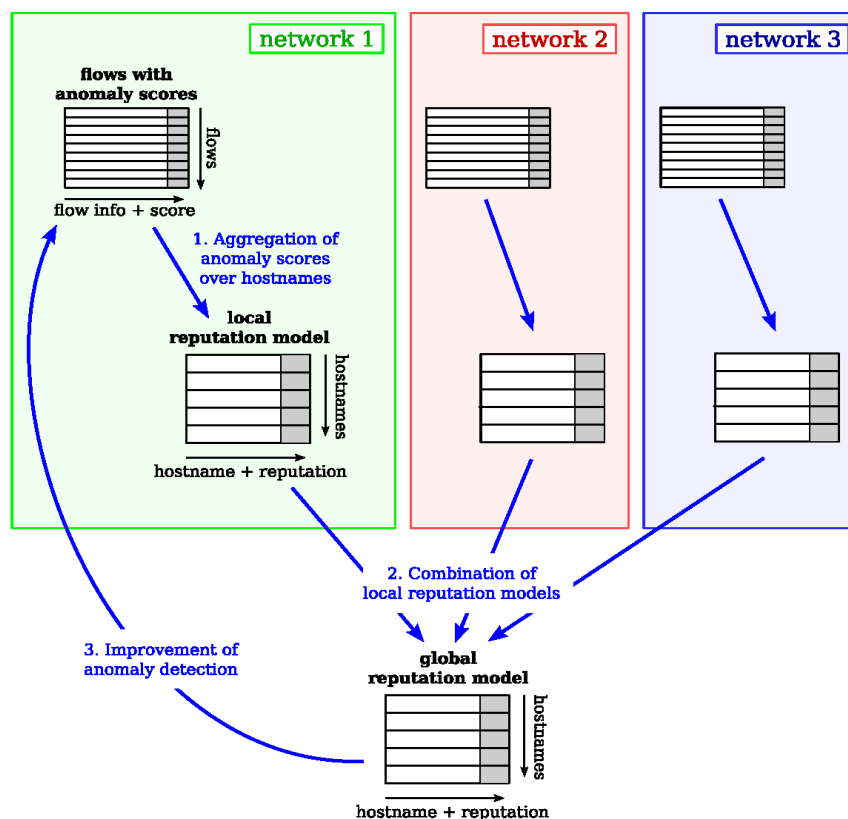 network 1
network 2
network 3
flows with
anomaly scores
flows
flow info + score
1. Aggregation of
anomaly scores
over hostnames
local
reputation model
hostnames
hostname + reputation
2. Combination of
local reputation models
3. Improvement of
anomaly detection
global
reputation model
hostnames
hostname + reputation